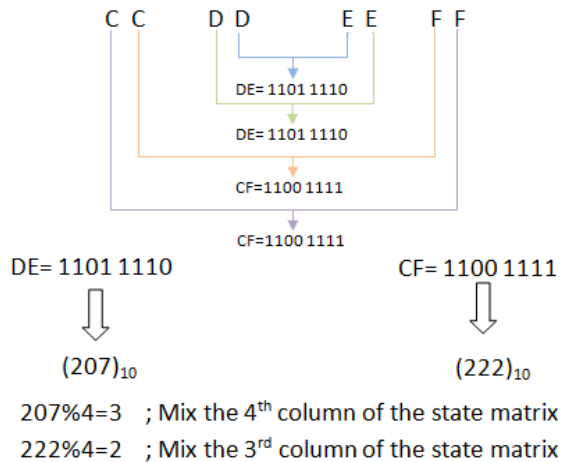 C C D D E E F F
DE= 1101 1110
DE= 1101 1110
CF=1100 1111
CF=1100 1111
DE= 1101 1110 CF= 1100 1111
(207)10 (222)10
207%4=3 ; Mix the 4th column of the state matrix
222%4=2 ; Mix the 3rd column of the state matrix